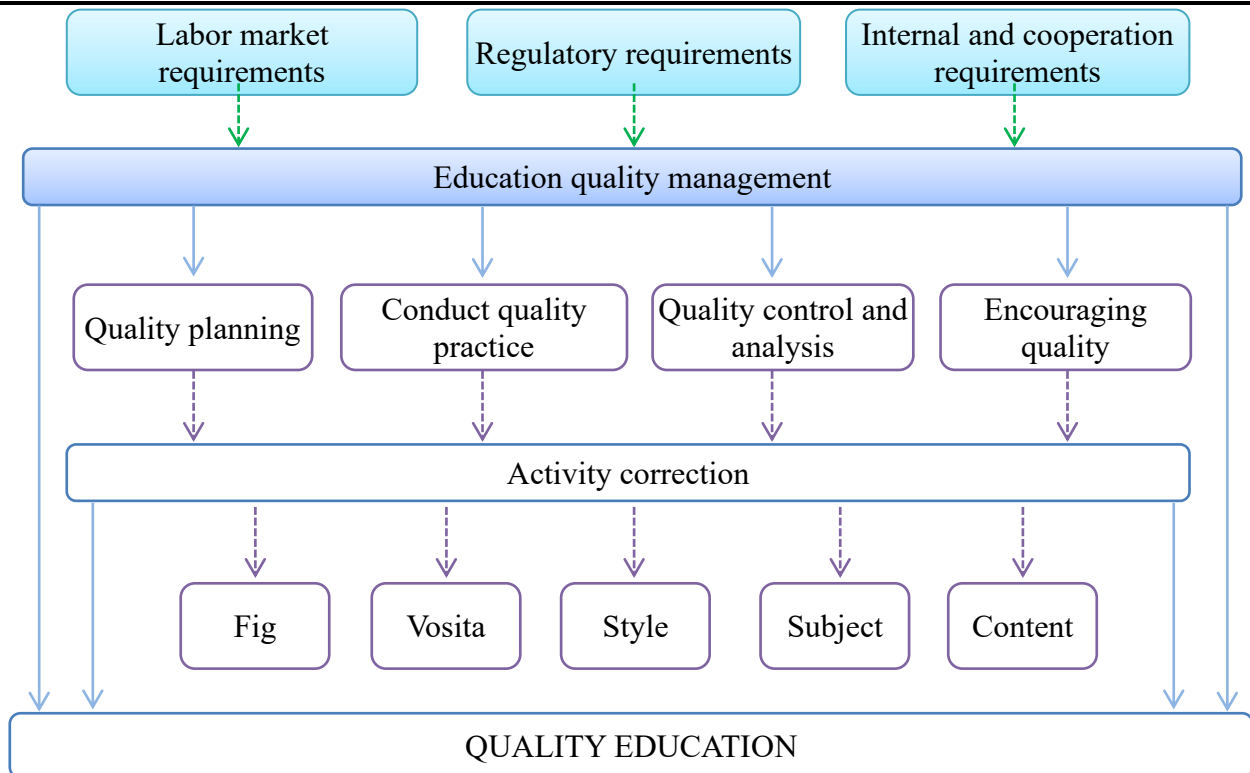 Labor market
requirements
Regulatory requirements
Internal and cooperation
requirements
Education quality management
Quality planning
Conduct quality
practice
Quality control and
analysis
Encouraging
quality
Activity correction
Fig
Vosita
Style
Subject
Content
QUALITY EDUCATION